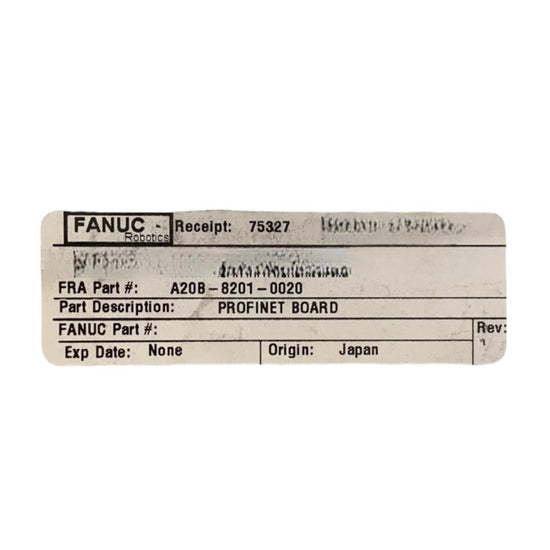 FANUC Robotics Receipt: 75327
FRA Part #: A20B-8201-0020
Part Description: PROFINET BOARD
FANUC Part #:
Rev:
Exp Date: None Origin: Japan